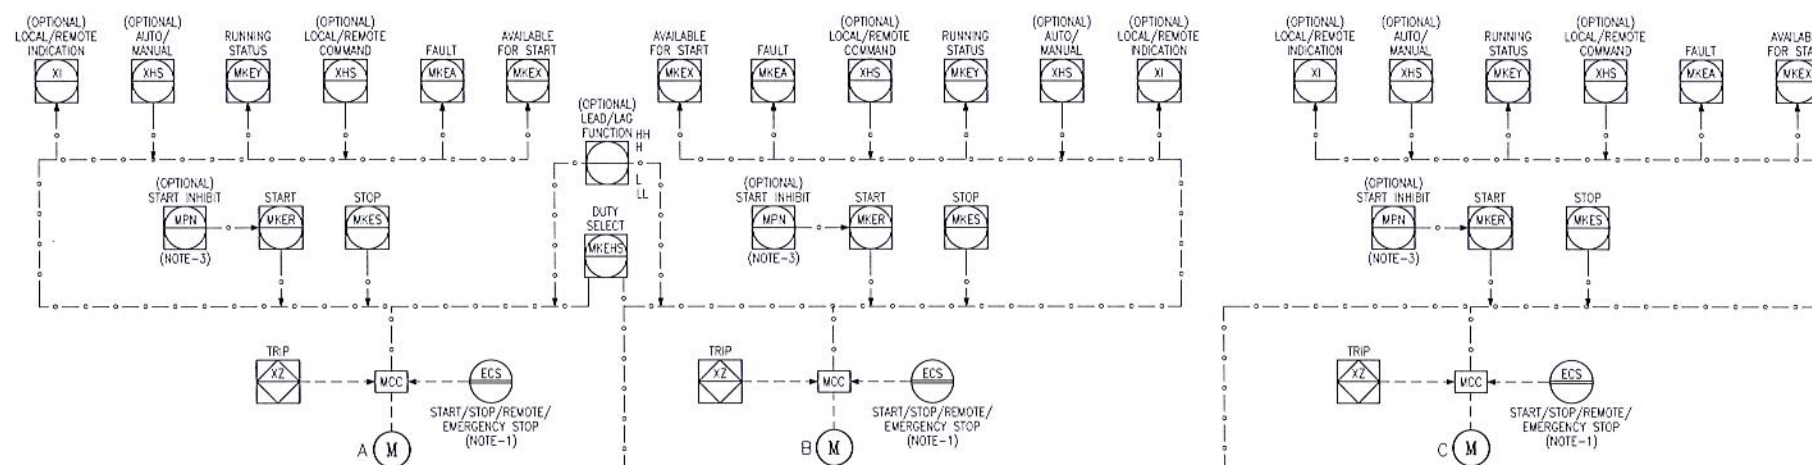 (OPTIONAL)
LOCAL/REMOTE
INDICATION
XI
(OPTIONAL)
AUTO/
MANUAL
XHS
RUNNING
STATUS
MKEY
(OPTIONAL)
LOCAL/REMOTE
COMMAND
XHS
FAULT
MKEA
AVAILABLE
FOR START
MKEX
(OPTIONAL)
LEAD/LAG
FUNCTION
HH
H
L
LL
AVAILABLE
FOR START
MKEX
FAULT
MKEA
(OPTIONAL)
LOCAL/REMOTE
COMMAND
XHS
RUNNING
STATUS
MKEY
(OPTIONAL)
AUTO/
MANUAL
XHS
(OPTIONAL)
LOCAL/REMOTE
INDICATION
XI
(OPTIONAL)
LOCAL/REMOTE
INDICATION
XI
(OPTIONAL)
AUTO/
MANUAL
XHS
RUNNING
STATUS
MKEY
(OPTIONAL)
LOCAL/REMOTE
COMMAND
XHS
FAULT
MKEA
MKEX
(OPTIONAL)
START INHIBIT
MPN
(NOTE-3)
START
MKER
STOP
MKES
DUTY
SELECT
MKEHS
(OPTIONAL)
START INHIBIT
MPN
(NOTE-3)
START
MKER
STOP
MKES
(OPTIONAL)
START INHIBIT
MPN
(NOTE-3)
START
MKER
STOP
MKES
TRIP
XZ
MCC
ECS
START/STOP/REMOTE/
EMERGENCY STOP
(NOTE-1)
A
M
TRIP
XZ
MCC
ECS
START/STOP/REMOTE/
EMERGENCY STOP
(NOTE-1)
B
M
TRIP
XZ
MCC
ECS
START/STOP/REMOTE/
EMERGENCY STOP
(NOTE-1)
C
M